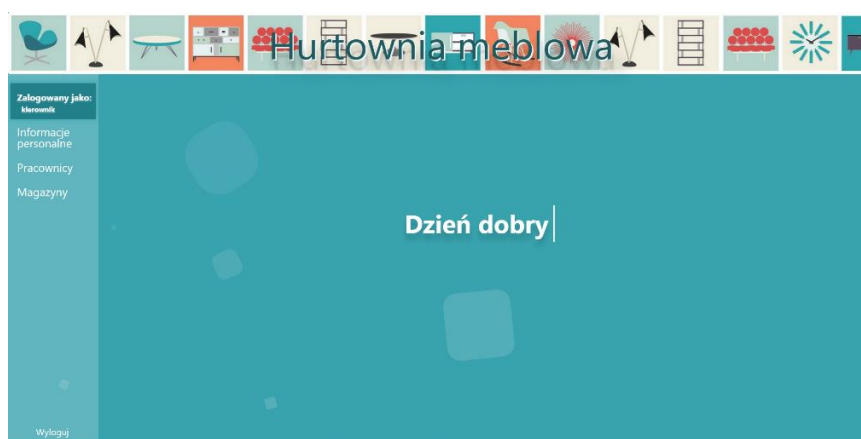 Hurtownia meblowa
Zalogowany jako:
kierownik
Informacje
personalne
Pracownicy
Magazyny
Dzień dobry
Wyloguj